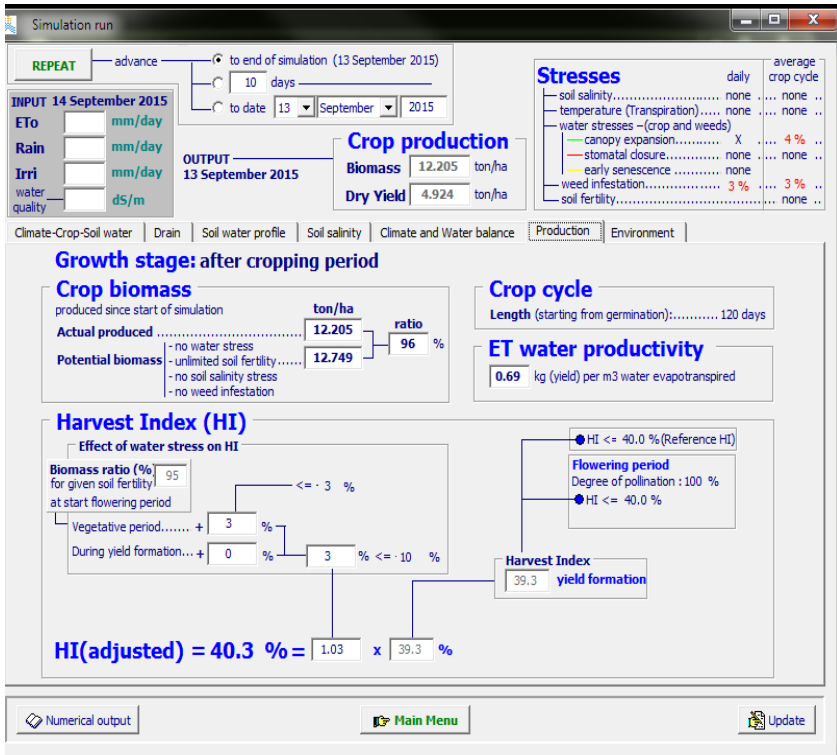 Simulation run
REPEAT
advance
to end of simulation (13 September 2015)
10 days
to date 13 September 2015
INPUT 14 September 2015
ETo mm/day
Rain mm/day
Irri mm/day
water
quality dS/m
OUTPUT
13 September 2015
Crop production
Biomass 12.205 ton/ha
Dry Yield 4.924 ton/ha
average
Stresses daily crop cycle
soil salinity........................... none .... none ..
temperature (Transpiration)..... none .... none ..
water stresses -(crop and weeds)
canopy expansion........... X .... 4 % ..
stomatal closure............ none .... none ..
early senescence ........... none
weed infestation.................. 3 % .... 3 % ..
soil fertility........................................ none ..
Climate-Crop-Soil water | Drain | Soil water profile | Soil salinity | Climate and Water balance | Production | Environment
Growth stage: after cropping period
Crop biomass
produced since start of simulation ton/ha
Actual produced .................................. 12.205 ratio
96 %
- no water stress
Potential biomass - unlimited soil fertility...... 12.749
- no soil salinity stress
- no weed infestation
Crop cycle
Length (starting from germination):........... 120 days
ET water productivity
0.69 kg (yield) per m3 water evapotranspired
Harvest Index (HI)
Effect of water stress on HI
Biomass ratio (%) 95
for given soil fertility
at start flowering period
<= · 3 %
Vegetative period....... + 3 %
During yield formation... + 0 % 3 % <= · 10 %
HI <= 40.0 % (Reference HI)
Flowering period
Degree of pollination : 100 %
HI <= 40.0 %
Harvest Index
39.3 yield formation
HI(adjusted) = 40.3 % = 1.03 x 39.3 %
Numerical output
Main Menu
Update